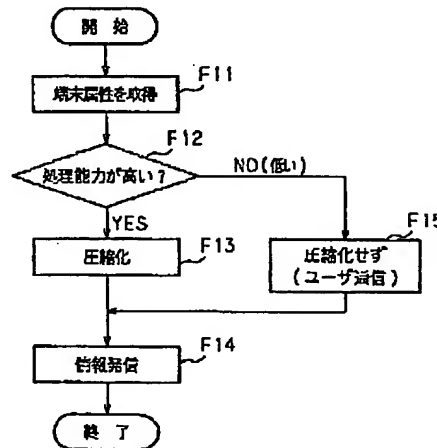 開始
F11
端末属性を取得
F12
処理能力が高い?
NO(低い)
YES
F13
圧縮化
F15
圧縮化せず
(ユーザ返信)
F14
情報発信
終了